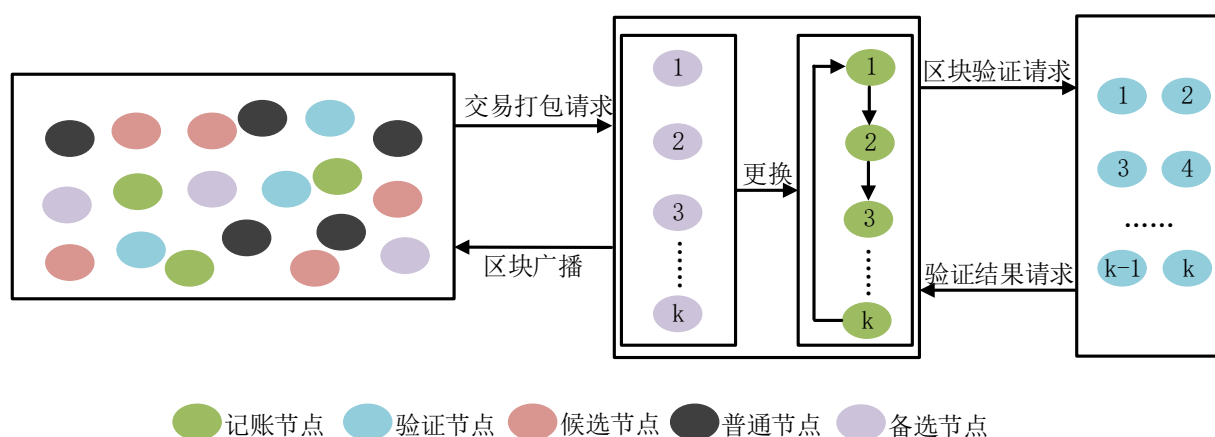 交易打包请求
区块广播
1
2
3
k
更换
1
2
3
k
区块验证请求
验证结果请求
1 2
3 4
......
k-1 k
记账节点 验证节点 候选节点 普通节点 备选节点